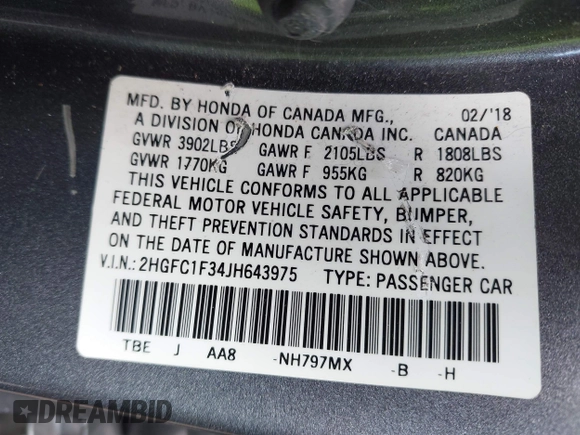 MFD. BY HONDA OF CANADA MFG., 02/'18
A DIVISION OF HONDA CANADA INC. CANADA
GVWR 3902LBS GAWR F 2105LBS R 1808LBS
GVWR 1770KG GAWR F 955KG R 820KG
THIS VEHICLE CONFORMS TO ALL APPLICABLE
FEDERAL MOTOR VEHICLE SAFETY, BUMPER,
AND THEFT PREVENTION STANDARDS IN EFFECT
ON THE DATE OF MANUFACTURE SHOWN ABOVE.
V.I.N.: 2HGFC1F34JH643975 TYPE: PASSENGER CAR
TBE J AA8 -NH797MX -B -H
DREAMBID